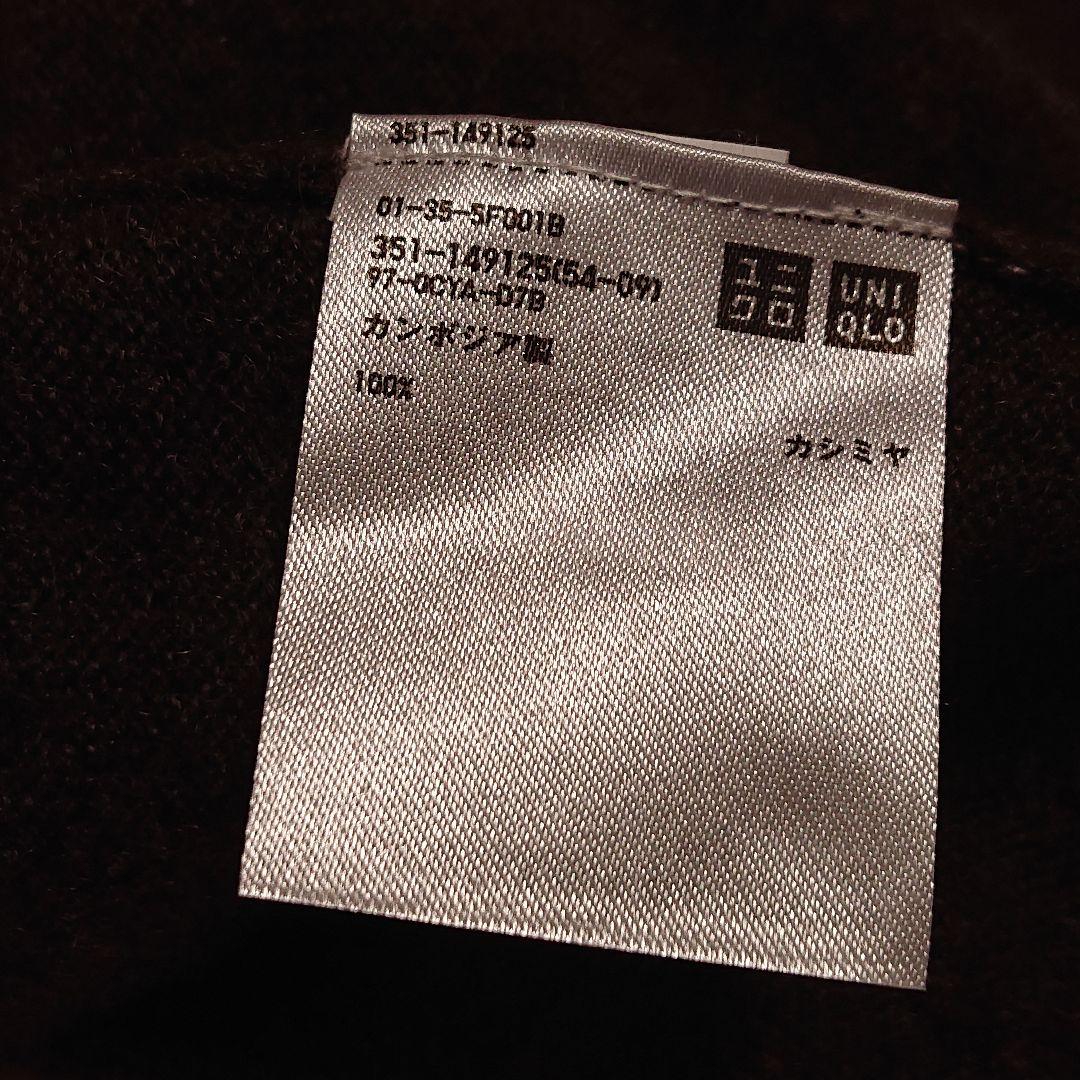 351-149125
01-35-5F001B
351-149125(54-09)
97-0CYA-D7B
カンボジア製
100%
カシミヤ
ユニ
クロ
UNI
QLO